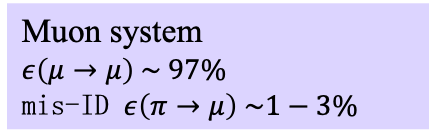 Muon system
ϵ(μ → μ) ~ 97%
mis-ID ϵ(π → μ) ~1 − 3%